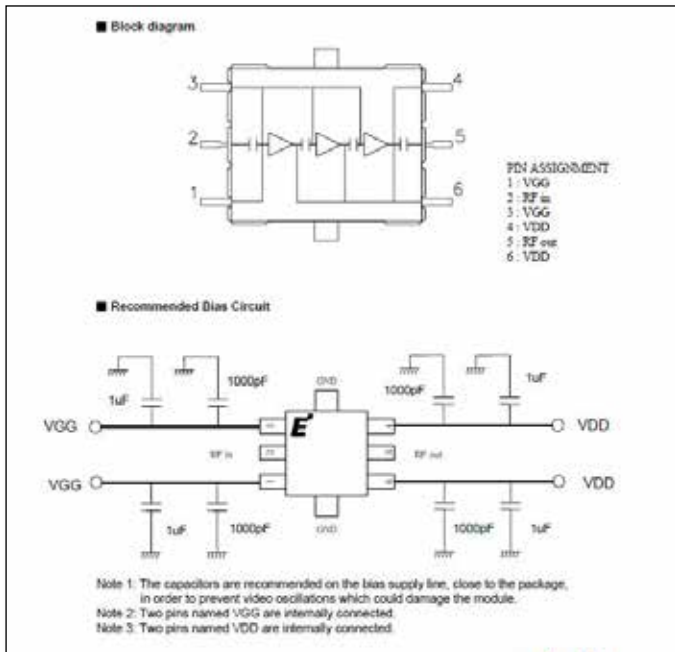 ■ Block diagram
3
4
2
5
1
6
PIN ASSIGNMENT
1 : VGG
2 : RF in
3 : VGG
4 : VDD
5 : RF out
6 : VDD
■ Recommended Bias Circuit
1uF
1000pF
GND
1000pF
1uF
VGG
E
VDD
RF in
RF out
VGG
VDD
1uF
1000pF
GND
1000pF
1uF
Note 1: The capacitors are recommended on the bias supply line, close to the package,
in order to prevent video oscillations which could damage the module.
Note 2: Two pins named VGG are internally connected.
Note 3: Two pins named VDD are internally connected.